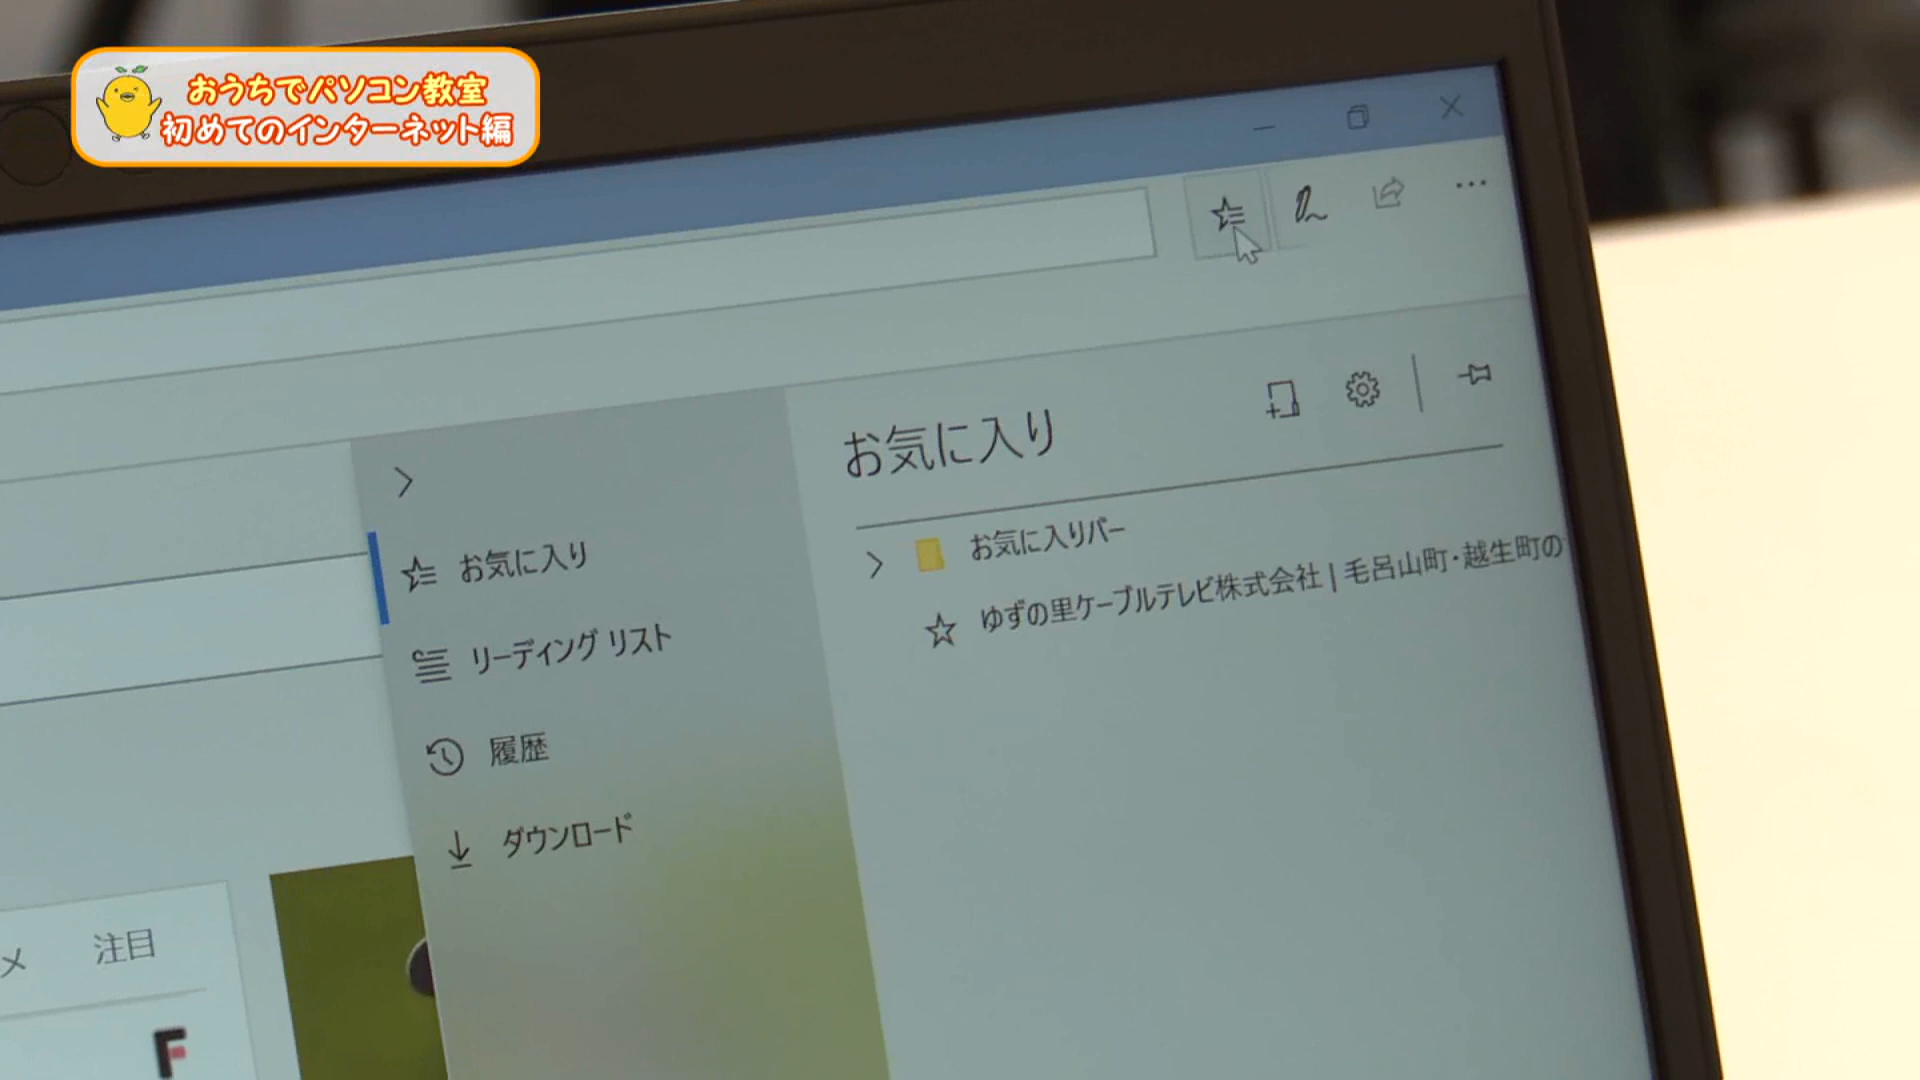 おうちでパソコン教室
初めてのインターネット編
お気に入り
お気に入りバー
ゆずの里ケーブルテレビ株式会社 | 毛呂山町・越生町の
お気に入り
リーディング リスト
履歴
ダウンロード
メ 注目
F